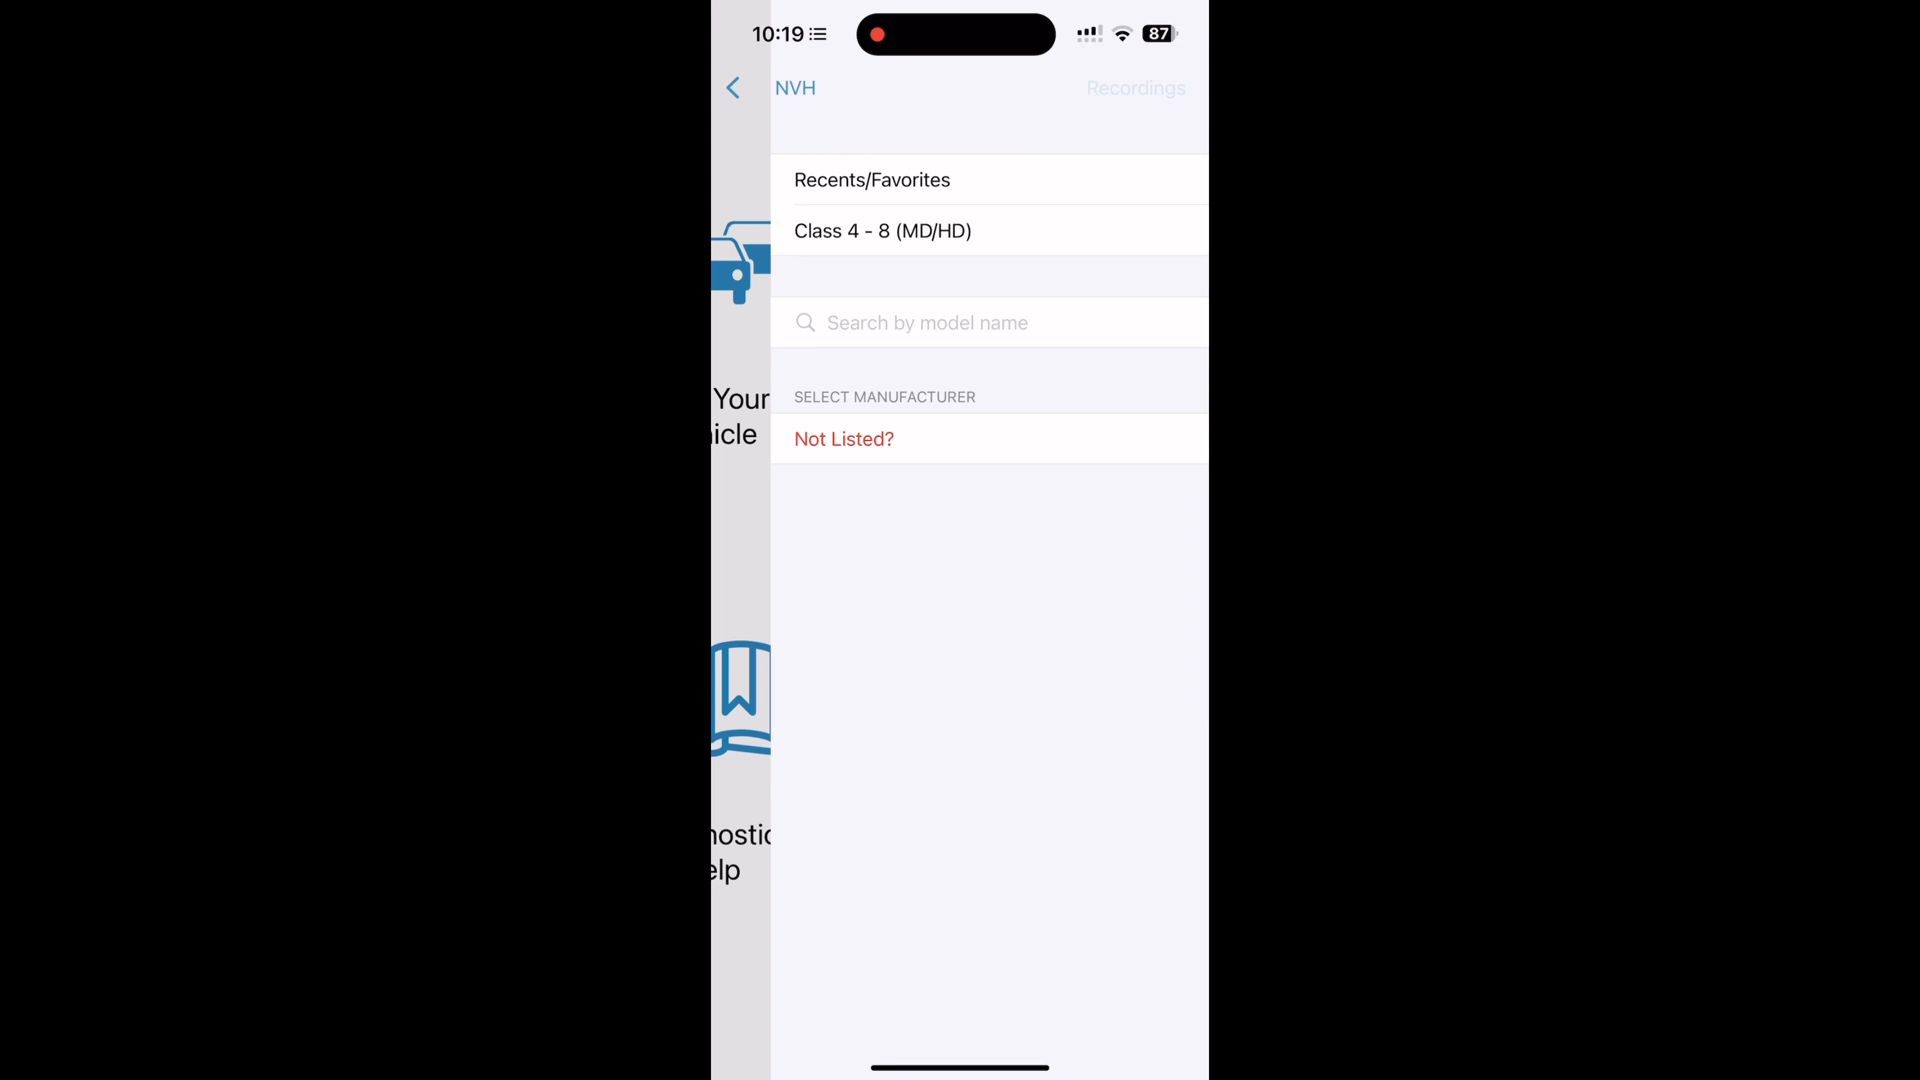 10:19
87
NVH
Recordings
Recents/Favorites
Class 4 - 8 (MD/HD)
Search by model name
SELECT MANUFACTURER
Not Listed?
Your
icle
nostic
elp